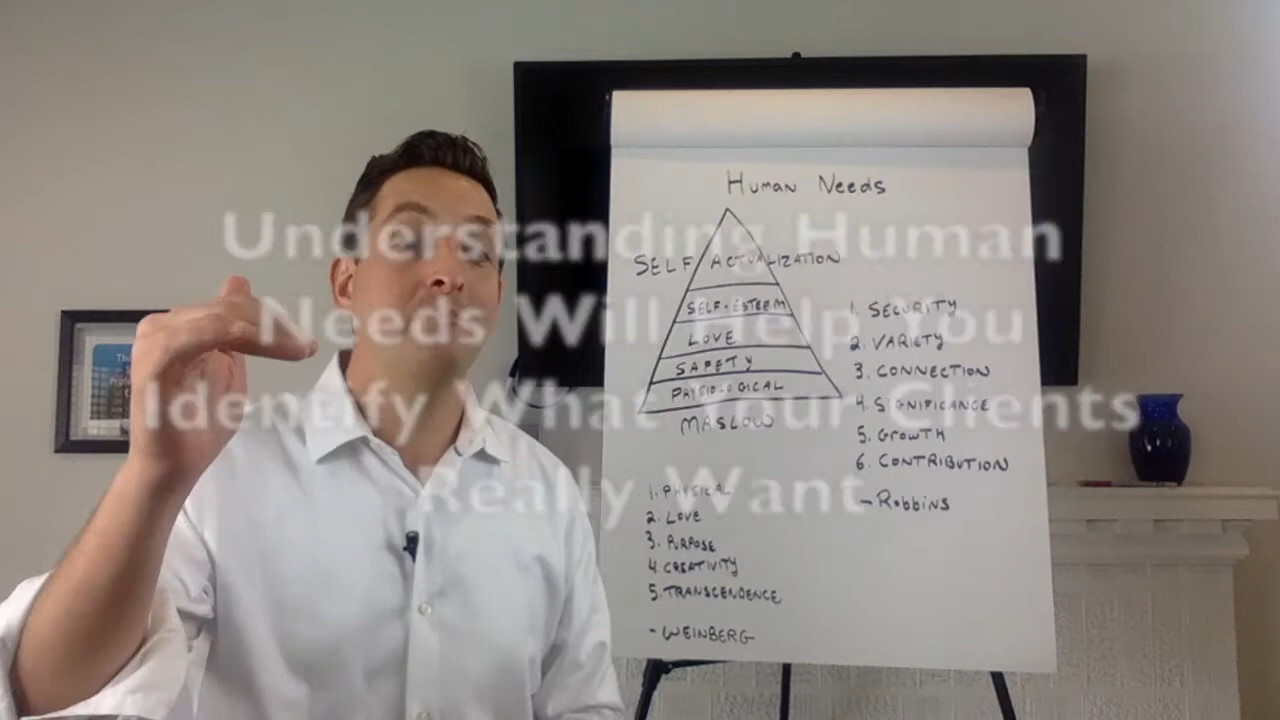 Understanding Human
Needs Will Help You
Identify What Your Clients
Really Want
Human Needs
SELF ACTUALIZATION
SELF-ESTEEM
LOVE
SAFETY
PHYSIOLOGICAL
MASLOW
1. SECURITY
2. VARIETY
3. CONNECTION
4. SIGNIFICANCE
5. GROWTH
6. CONTRIBUTION
- Robbins
1. PHYSICAL
2. LOVE
3. PURPOSE
4. CREATIVITY
5. TRANSCENDENCE
- WEINBERG